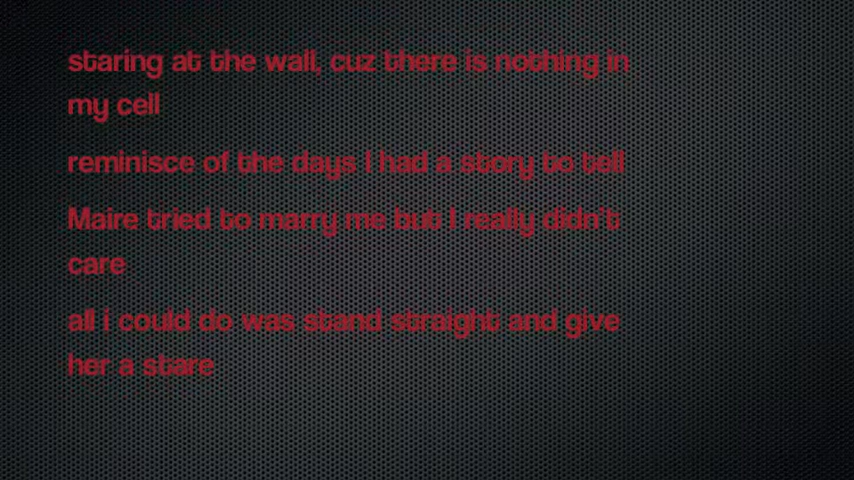 staring at the wall, cuz there is nothing in
my cell
reminisce of the days I had a story to tell
Maire tried to marry me but I really didn't
care
all i could do was stand straight and give
her a stare